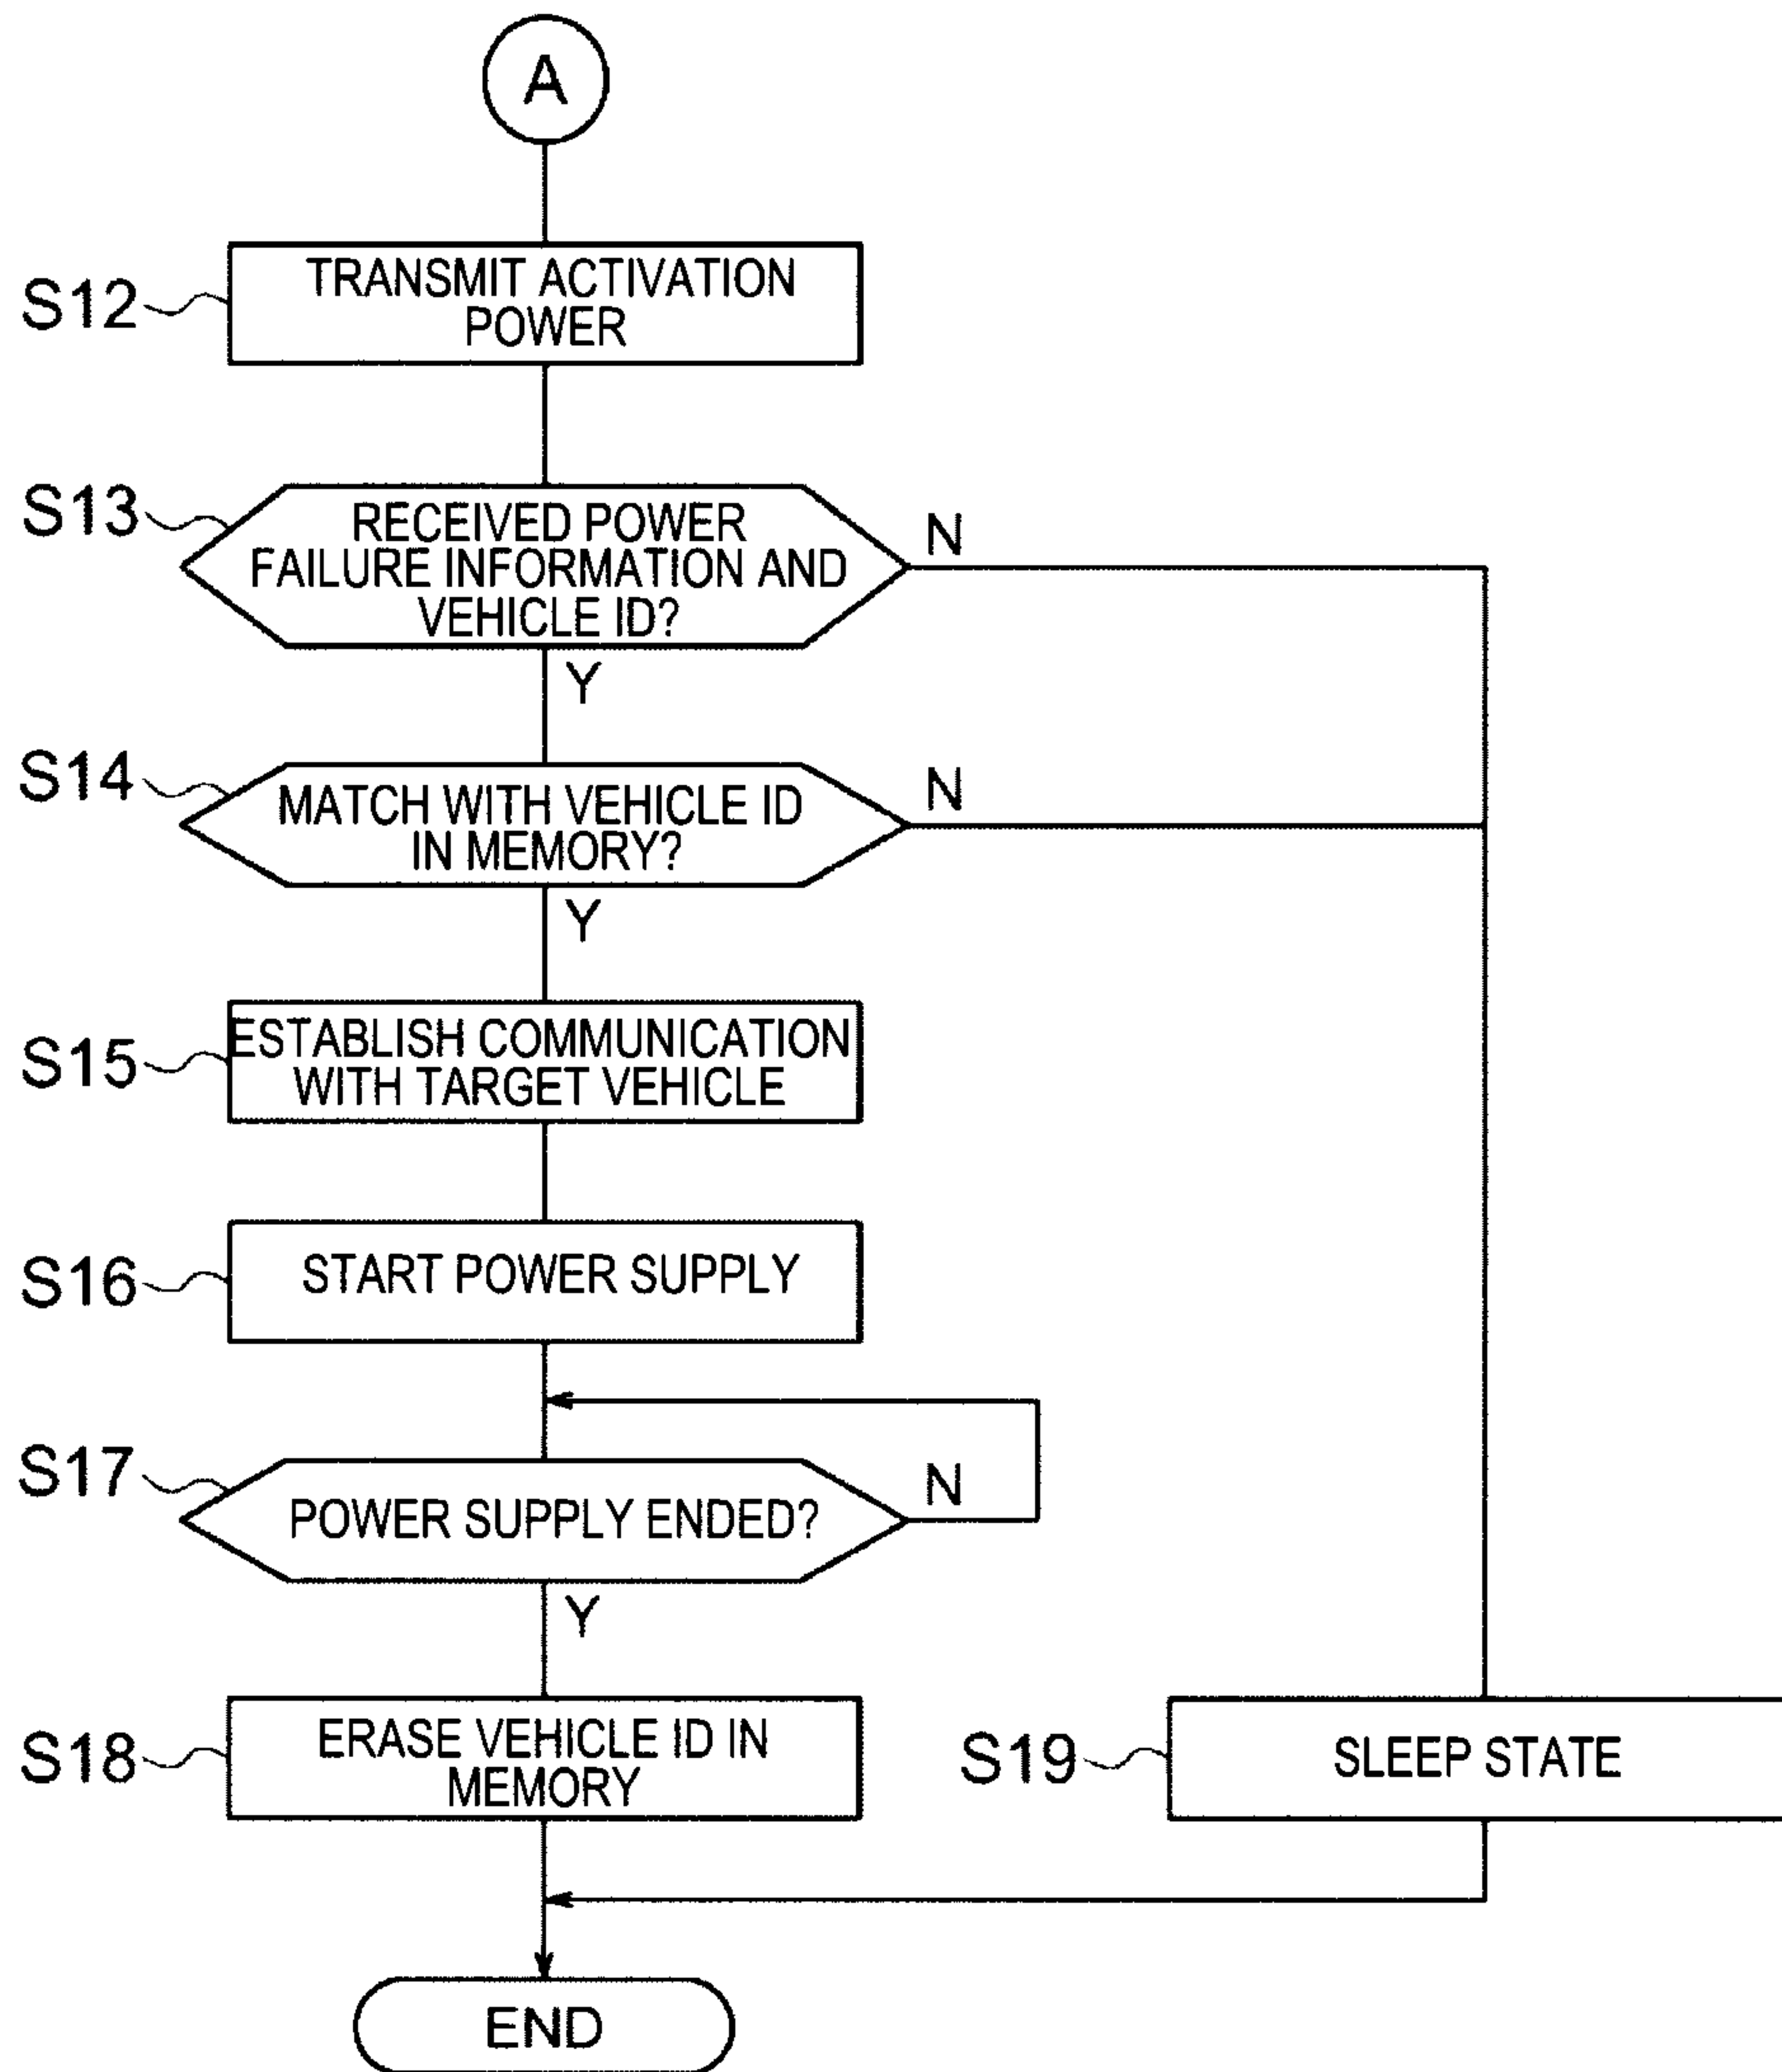 A
S12
TRANSMIT ACTIVATION
POWER
S13
RECEIVED POWER
FAILURE INFORMATION AND
VEHICLE ID?
N
Y
S14
MATCH WITH VEHICLE ID
IN MEMORY?
N
Y
S15
ESTABLISH COMMUNICATION
WITH TARGET VEHICLE
S16
START POWER SUPPLY
S17
POWER SUPPLY ENDED?
N
Y
S18
ERASE VEHICLE ID IN
MEMORY
S19
SLEEP STATE
END